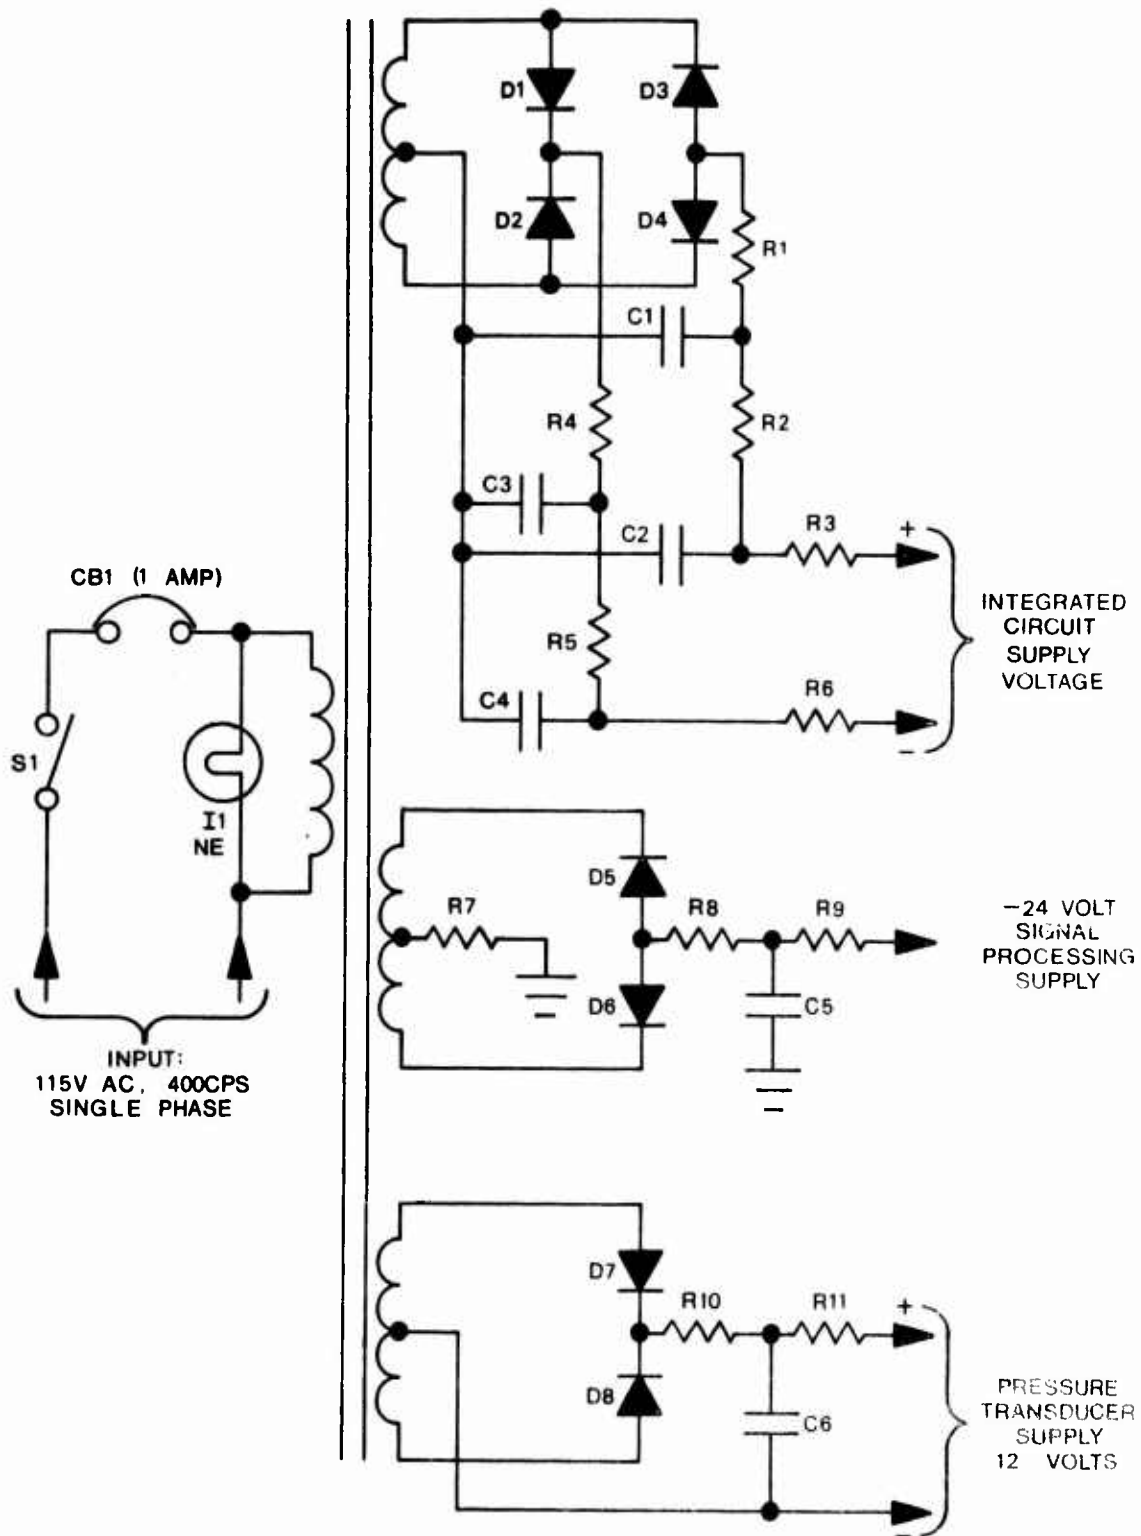 D1
D3
D2
D4
R1
C1
R4
R2
C3
C2
R3
+
INTEGRATED
CIRCUIT
SUPPLY
VOLTAGE
R5
C4
R6
−
CB1 (1 AMP)
S1
I1
NE
INPUT:
115V AC, 400CPS
SINGLE PHASE
R7
D5
R8
R9
D6
C5
−24 VOLT
SIGNAL
PROCESSING
SUPPLY
D7
R10
R11
+
D8
C6
PRESSURE
TRANSDUCER
SUPPLY
12 VOLTS
−